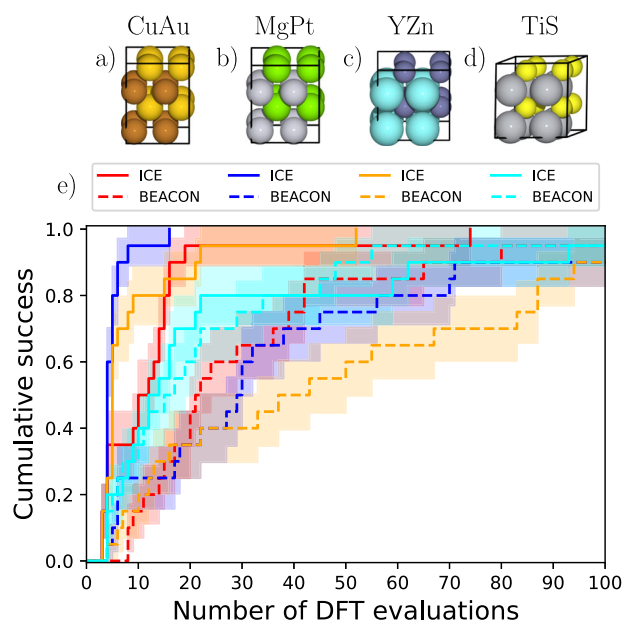 CuAu MgPt YZn TiS
a) b) c) d)
ICE ICE ICE ICE
BEACON BEACON BEACON BEACON
e)
1.0
0.8
0.6
0.4
0.2
0.0
Cumulative success
0 10 20 30 40 50 60 70 80 90 100
Number of DFT evaluations